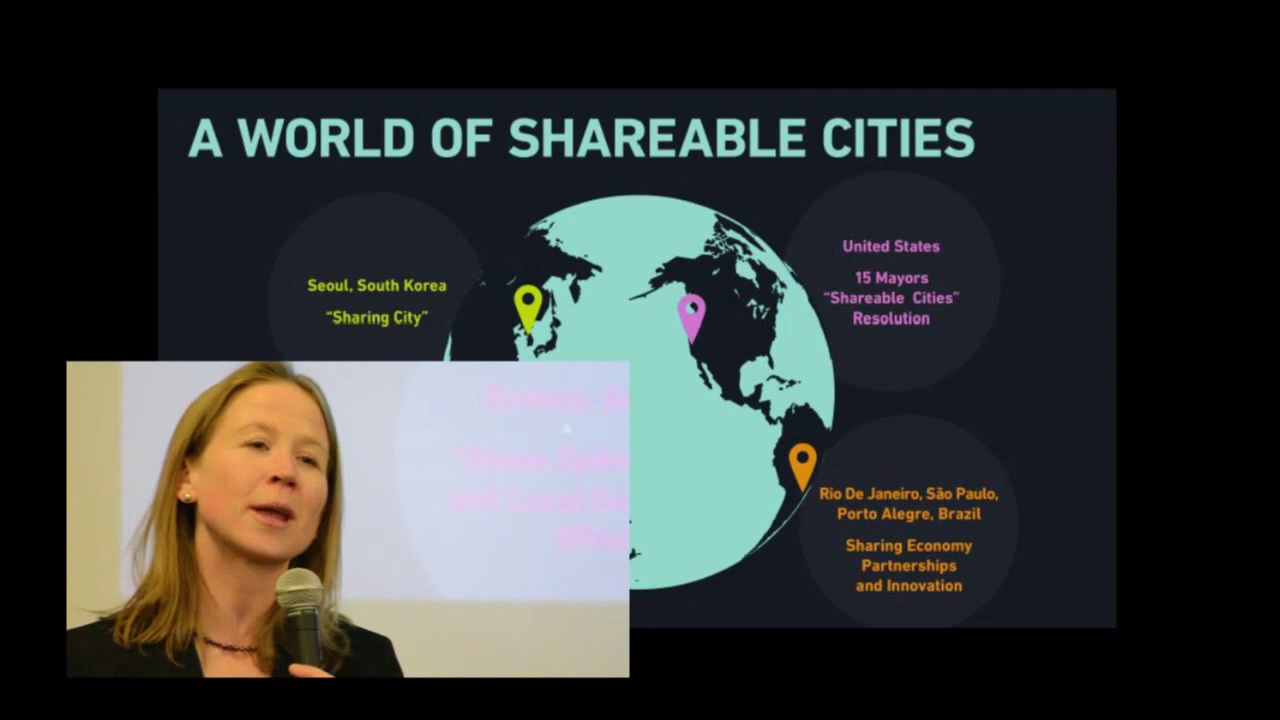 A WORLD OF SHAREABLE CITIES
Seoul, South Korea
“Sharing City”
United States
15 Mayors
“Shareable Cities”
Resolution
Rio De Janeiro, São Paulo,
Porto Alegre, Brazil
Sharing Economy
Partnerships
and Innovation